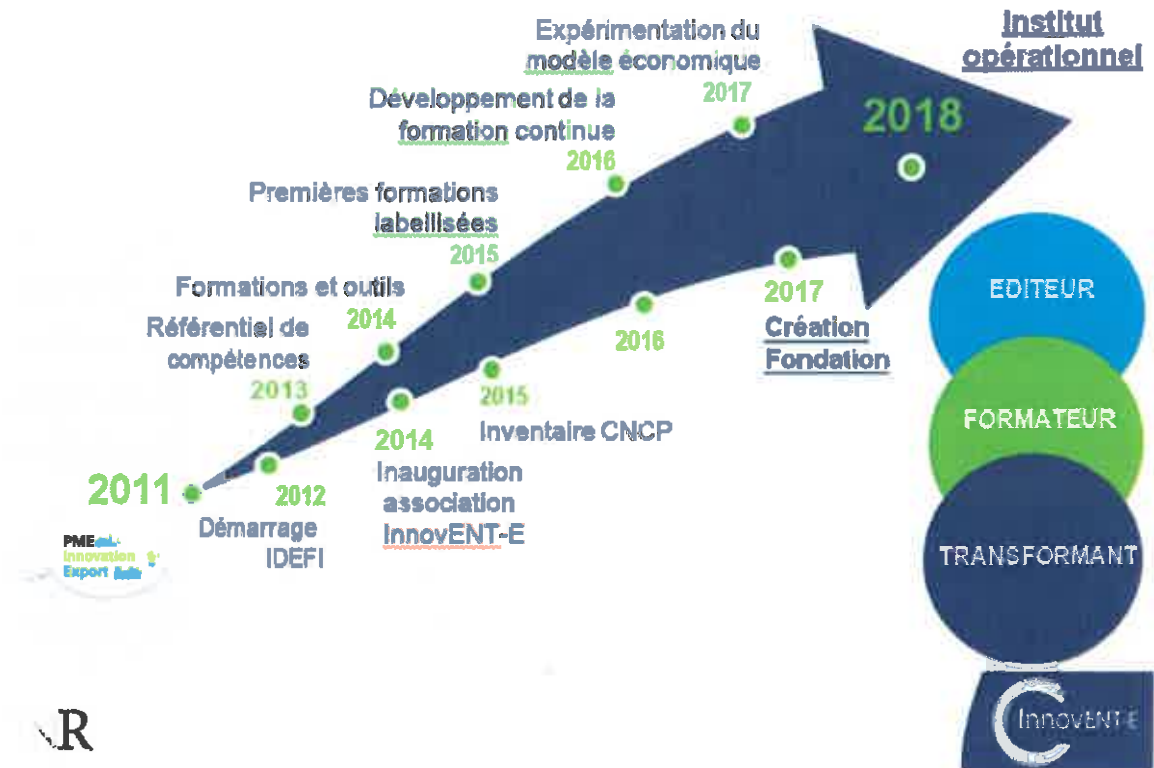 Institut
opérationnel
2018
Expérimentation du
modèle économique
2017
Développement de la
formation continue
2016
Premières formations
labellisées
2015
Formations et outils
2014
Référentiel de
compétences
2013
2011
PME
Innovation
Export
2012
Démarrage
IDEFI
2014
Inauguration
association
InnovENT-E
2015
Inventaire CNCP
2016
2017
Création
Fondation
EDITEUR
FORMATEUR
TRANSFORMANT
R
InnovENT-E